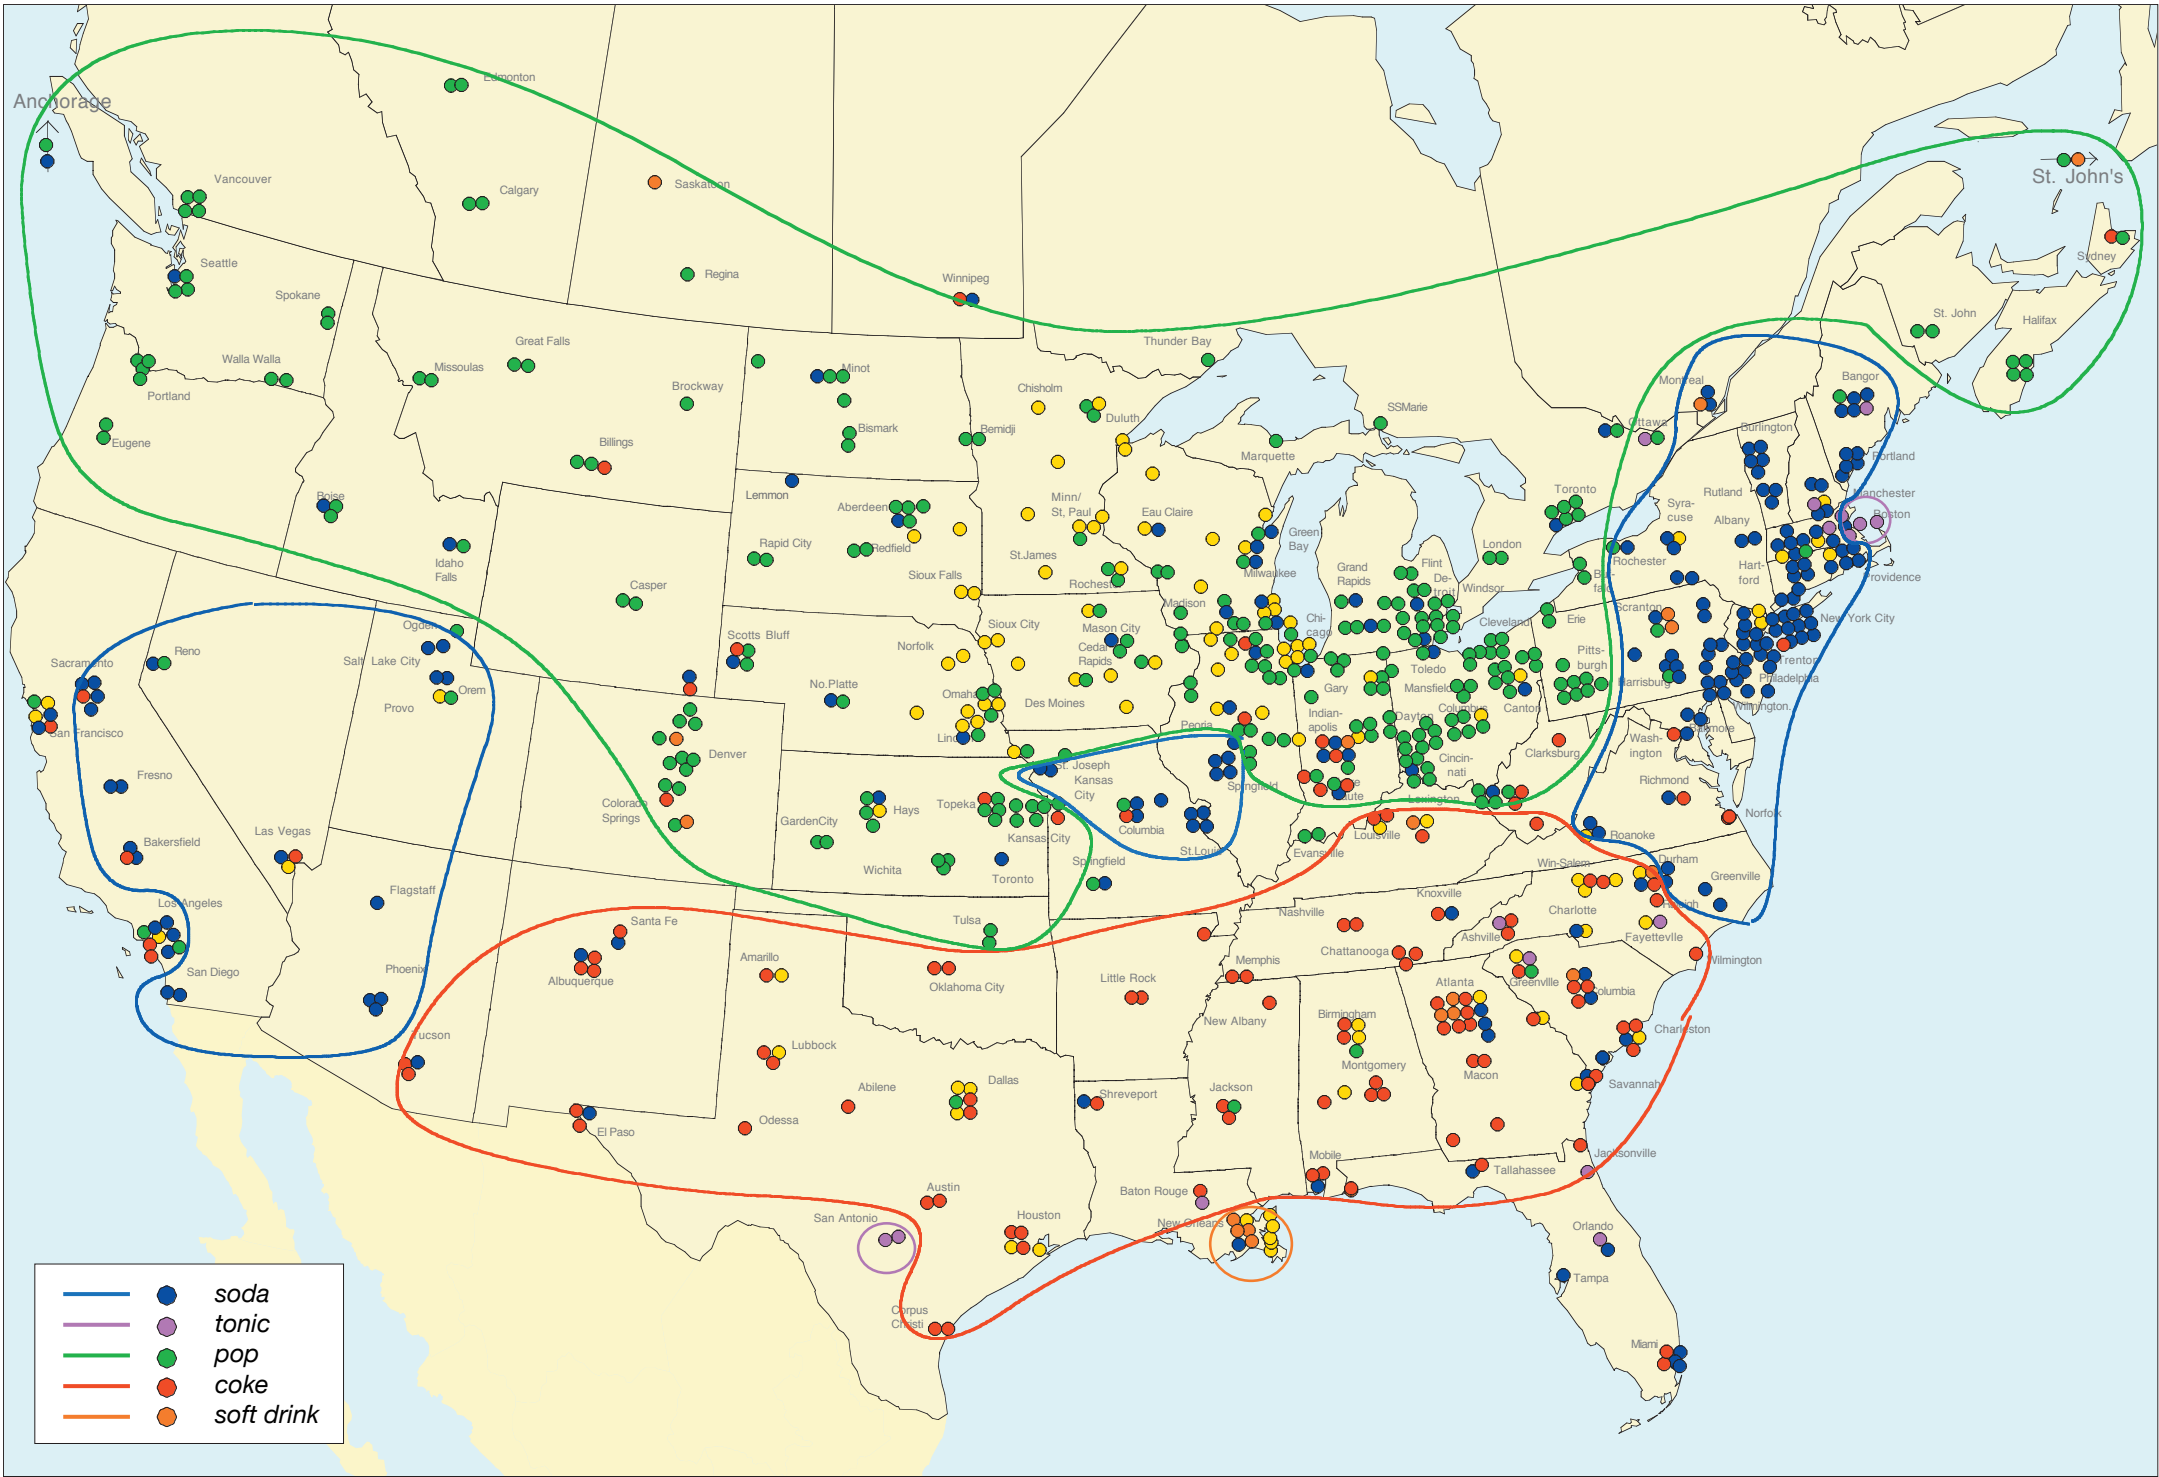 Edmonton
Anchorage
Vancouver
Calgary
Saskatoon
St. John's
Seattle
Regina
Winnipeg
Sydney
Spokane
St. John
Halifax
Great Falls
Thunder Bay
Walla Walla
Missoulas
Minot
Brockway
Chisholm
Montreal
Bangor
Portland
Duluth
SSMarie
Ottawa
Burlington
Eugene
Billings
Bismark
Bemidji
Marquette
Portland
Boise
Lemmon
Minn/
St, Paul
Toronto
Rutland
Manchester
Aberdeen
Eau Claire
Syra-
cuse
Albany
Boston
Rapid City
Redfield
Green
Bay
London
Rochester
Idaho
Falls
St.James
Milwaukee
Grand
Rapids
Flint
De-
troit
Windsor
Hart-
ford
Providence
Casper
Sioux Falls
Madison
Erie
Scranton
New York City
Ogden
Scotts Bluff
Norfolk
Sioux City
Mason City
Chi-
cago
Cleveland
Reno
Salt Lake City
Sacramento
Cedar
Rapids
Toledo
Pitts-
burgh
Trenton
Orem
No.Platte
Omaha
Des Moines
Gary
Mansfield
Harrisburg
Philadelphia
Provo
Canton
Wilmington.
San Francisco
Peoria
Indian-
apolis
Dayton
Columbus
Denver
Clarksburg
Wash-
ington
Cincin-
nati
Fresno
St. Joseph
Kansas
City
Springfield
Richmond
Colorado
Springs
Hays
Topeka
Lexington
Norfolk
GardenCity
Columbia
Las Vegas
Bakersfield
Kansas City
St.Louis
Evansville
Louisville
Roanoke
Wichita
Toronto
Springfield
Win-Salem
Durham
Greenville
Flagstaff
Los Angeles
Santa Fe
Tulsa
Nashville
Knoxville
Charlotte
Raleigh
Ashville
Fayettevlle
San Diego
Phoenix
Amarillo
Albuquerque
Oklahoma City
Little Rock
Memphis
Chattanooga
Wilmington
Greenville
Columbia
Atlanta
New Albany
Birmingham
Charleston
Tucson
Lubbock
Abilene
Dallas
Shreveport
Jackson
Montgomery
Macon
Savannah
Odessa
El Paso
Mobile
Jacksonville
Tallahassee
Austin
Baton Rouge
San Antonio
Houston
New Orleans
Orlando
Tampa
Corpus
Christi
Miami
soda
tonic
pop
coke
soft drink